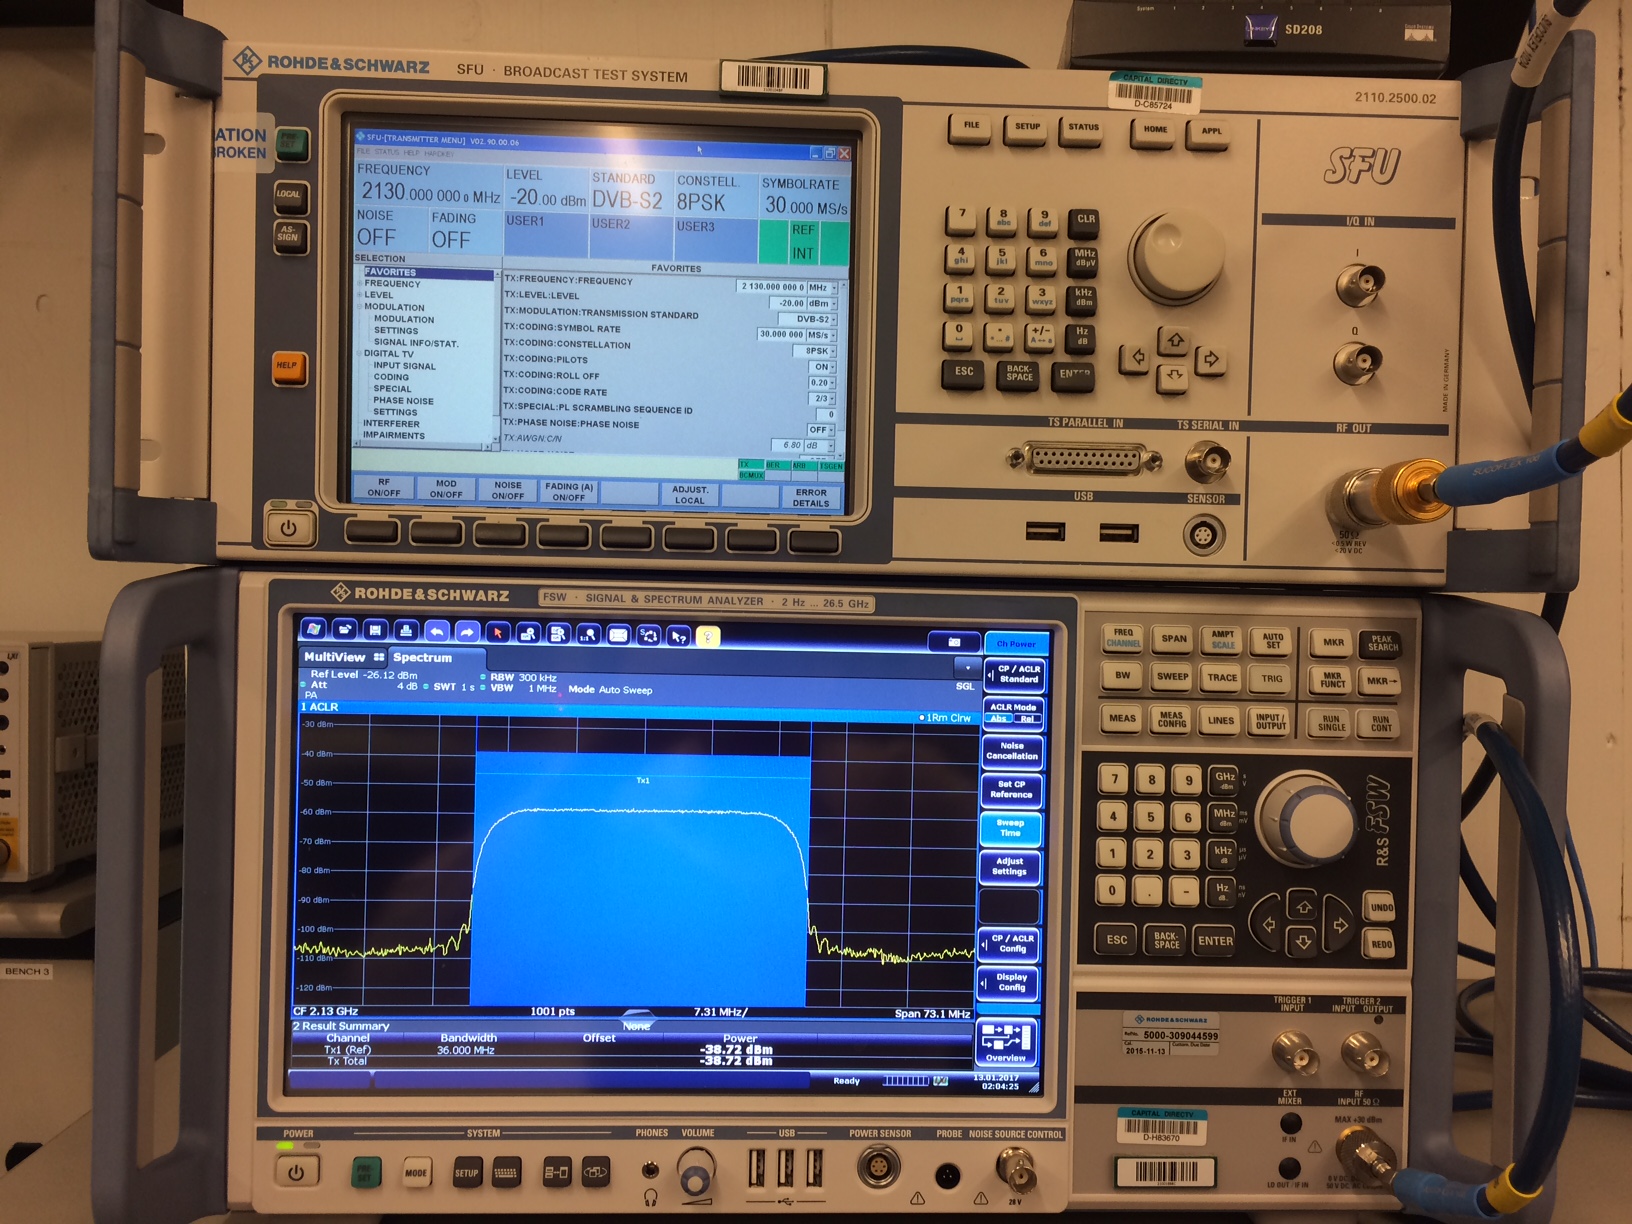 SD208
ROHDE & SCHWARZ SFU · BROADCAST TEST SYSTEM
CAPITAL DIRECTV
D-C85724
2110.2500.02
ATION
BROKEN
PRE-SET
LOCAL
AS-SIGN
HELP
SFU-[TRANSMITTER MENU] V02.90.00.06
FILE STATUS HELP HARDKEY
FREQUENCY LEVEL STANDARD CONSTELL. SYMBOLRATE
2130.000 000 0 MHz -20.00 dBm DVB-S2 8PSK 30.000 MS/s
NOISE FADING USER1 USER2 USER3 REF
OFF OFF INT
SELECTION FAVORITES
FAVORITES
FREQUENCY
LEVEL
MODULATION
MODULATION
SETTINGS
SIGNAL INFO/STAT.
DIGITAL TV
INPUT SIGNAL
CODING
SPECIAL
PHASE NOISE
SETTINGS
INTERFERER
IMPAIRMENTS
TX:FREQUENCY:FREQUENCY 2 130.000 000 0 MHz
TX:LEVEL:LEVEL -20.00 dBm
TX:MODULATION:TRANSMISSION STANDARD DVB-S2
TX:CODING:SYMBOL RATE 30.000 000 MS/s
TX:CODING:CONSTELLATION 8PSK
TX:CODING:PILOTS ON
TX:CODING:ROLL OFF 0.20
TX:CODING:CODE RATE 2/3
TX:SPECIAL:PL SCRAMBLING SEQUENCE ID 0
TX:PHASE NOISE:PHASE NOISE OFF
TX:AWGN:C/N 6.80 dB
TX BER ARB TSGEN
BCMUX
RF ON/OFF MOD ON/OFF NOISE ON/OFF FADING (A) ON/OFF ADJUST. LOCAL ERROR DETAILS
FILE SETUP STATUS HOME APPL
7 8 abc 9 def CLR
4 ghi 5 jkl 6 mno MHz dBµV
1 pqrs 2 tuv 3 wxyz kHz dBm
0 . +/- Hz dB
ESC BACK-SPACE ENTER
SFU
I/Q IN
I
Q
MADE IN GERMANY
TS PARALLEL IN TS SERIAL IN RF OUT
USB SENSOR
50 Ω
<0.5 W REV
<20 V DC
SUCOFLEX 100
ROHDE & SCHWARZ FSW · SIGNAL & SPECTRUM ANALYZER · 2 Hz ... 26.5 GHz
MultiView Spectrum
Ref Level -26.12 dBm RBW 300 kHz
Att 4 dB SWT 1 s VBW 1 MHz Mode Auto Sweep SGL
PA
1 ACLR 1Rm Clrw
-30 dBm
-40 dBm
-50 dBm
-60 dBm
-70 dBm
-80 dBm
-90 dBm
-100 dBm
-110 dBm
-120 dBm
Tx1
CF 2.13 GHz 1001 pts 7.31 MHz/ Span 73.1 MHz
2 Result Summary None
Channel Bandwidth Offset Power
Tx1 (Ref) 36.000 MHz -38.72 dBm
Tx Total -38.72 dBm
Ready 13.01.2017
02:04:25
Ch Power
CP / ACLR Standard
ACLR Mode
Abs Rel
Noise Cancellation
Set CP Reference
Sweep Time
Adjust Settings
CP / ACLR Config
Display Config
Overview
FREQ CHANNEL SPAN AMPT SCALE AUTO SET MKR PEAK SEARCH
BW SWEEP TRACE TRIG MKR FUNCT MKR→
MEAS MEAS CONFIG LINES INPUT/OUTPUT RUN SINGLE RUN CONT
7 8 9 GHz -dBm
4 5 6 MHz dBm
1 2 3 kHz dB
0 . - Hz dB..
ESC BACK-SPACE ENTER
UNDO
REDO
R&S FSW
TRIGGER 1 INPUT TRIGGER 2 INPUT OUTPUT
ROHDE & SCHWARZ
5000-309044599
2015-11-13
EXT MIXER RF INPUT 50 Ω
MAX +30 dBm
IF IN
LO OUT / IF IN
CAPITAL DIRECTV
D-H83670
BENCH 3
POWER SYSTEM PHONES VOLUME USB POWER SENSOR PROBE NOISE SOURCE CONTROL
PRE-SET MODE SETUP
28 V